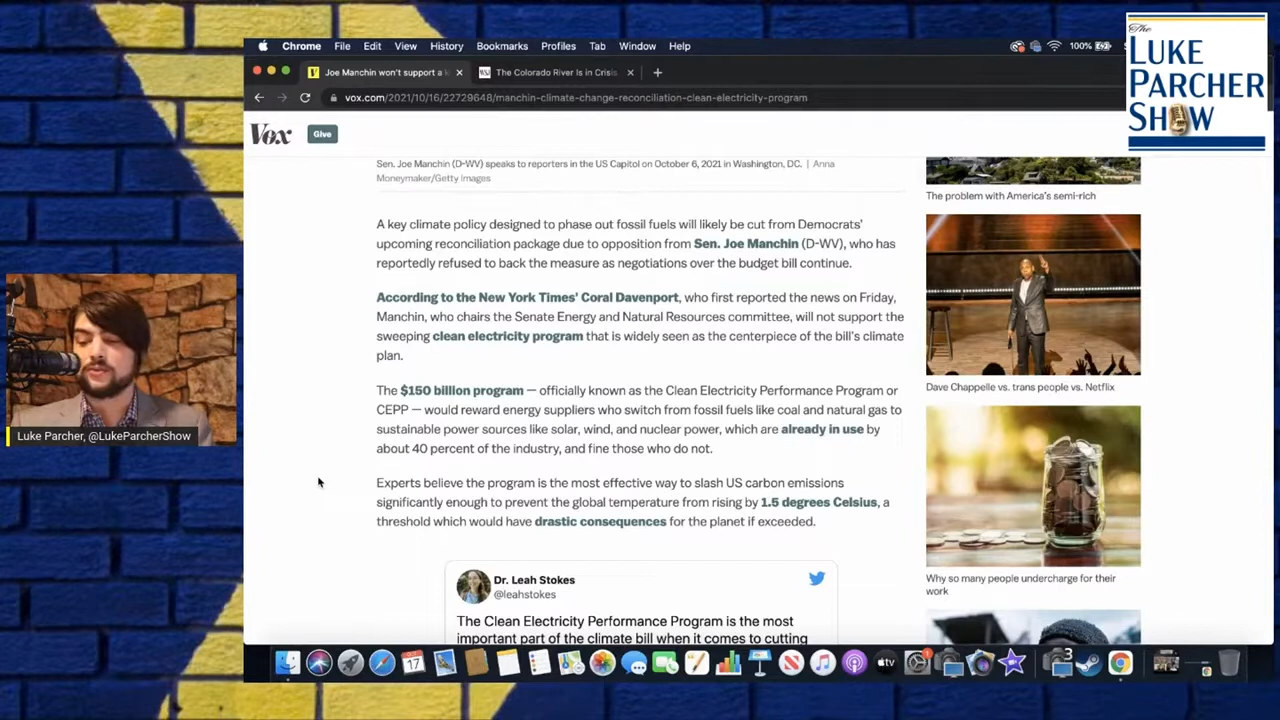 The
LUKE
PARCHER
SHOW
Chrome File Edit View History Bookmarks Profiles Tab Window Help
100%
Joe Manchin won't support a
The Colorado River Is in Crisis
vox.com/2021/10/16/22729648/manchin-climate-change-reconciliation-clean-electricity-program
Vox
Give
Sen. Joe Manchin (D-WV) speaks to reporters in the US Capitol on October 6, 2021 in Washington, DC. | Anna
Moneymaker/Getty Images
A key climate policy designed to phase out fossil fuels will likely be cut from Democrats'
upcoming reconciliation package due to opposition from Sen. Joe Manchin (D-WV), who has
reportedly refused to back the measure as negotiations over the budget bill continue.
According to the New York Times' Coral Davenport, who first reported the news on Friday,
Manchin, who chairs the Senate Energy and Natural Resources committee, will not support the
sweeping clean electricity program that is widely seen as the centerpiece of the bill's climate
plan.
The $150 billion program — officially known as the Clean Electricity Performance Program or
CEPP — would reward energy suppliers who switch from fossil fuels like coal and natural gas to
sustainable power sources like solar, wind, and nuclear power, which are already in use by
about 40 percent of the industry, and fine those who do not.
Experts believe the program is the most effective way to slash US carbon emissions
significantly enough to prevent the global temperature from rising by 1.5 degrees Celsius, a
threshold which would have drastic consequences for the planet if exceeded.
Dr. Leah Stokes
@leahstokes
The Clean Electricity Performance Program is the most
important part of the climate bill when it comes to cutting
The problem with America's semi-rich
Dave Chappelle vs. trans people vs. Netflix
Why so many people undercharge for their
work
Luke Parcher, @LukeParcherShow
17
tv
1
3